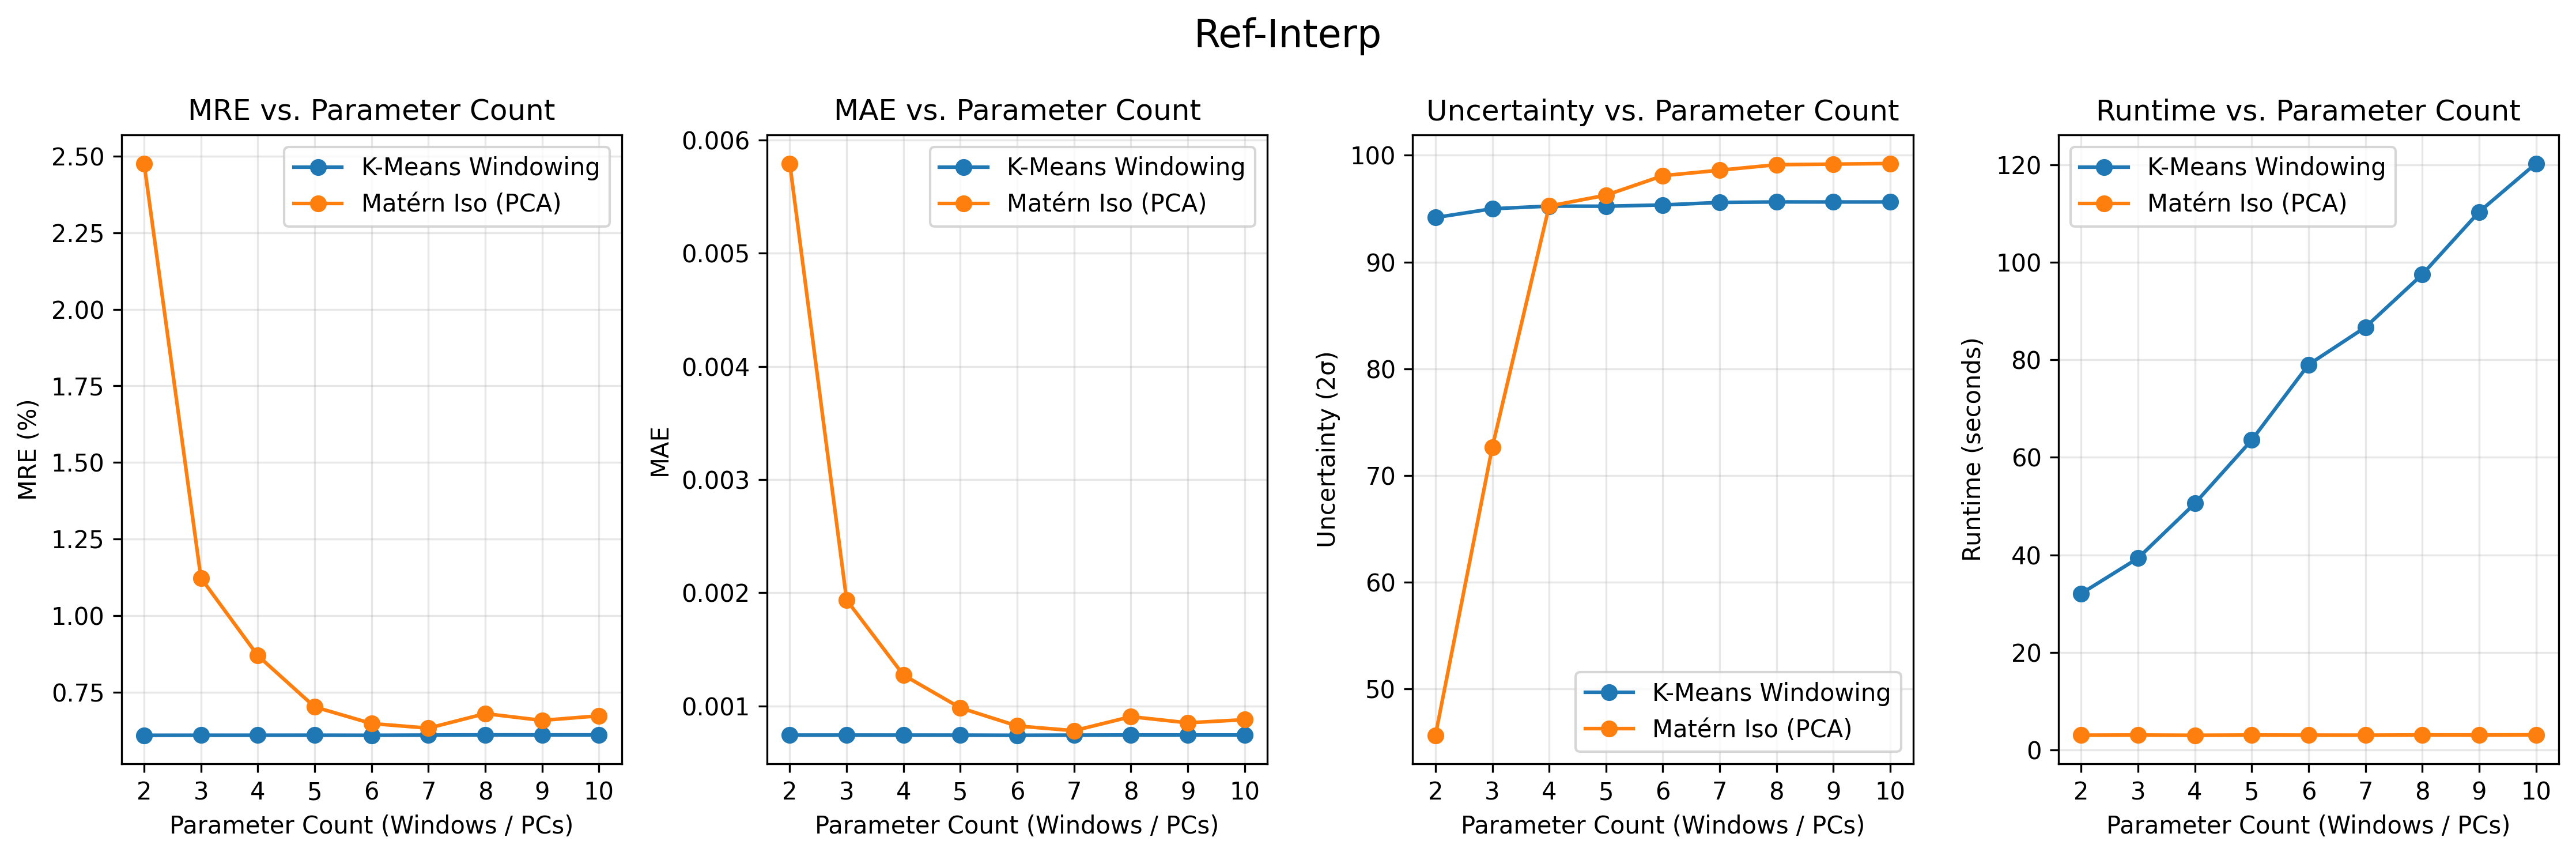 Ref-Interp
MRE vs. Parameter Count
MRE (%)
2.50
2.25
2.00
1.75
1.50
1.25
1.00
0.75
K-Means Windowing
Matérn Iso (PCA)
2 3 4 5 6 7 8 9 10
Parameter Count (Windows / PCs)
MAE vs. Parameter Count
MAE
0.006
0.005
0.004
0.003
0.002
0.001
K-Means Windowing
Matérn Iso (PCA)
2 3 4 5 6 7 8 9 10
Parameter Count (Windows / PCs)
Uncertainty vs. Parameter Count
Uncertainty (2σ)
100
90
80
70
60
50
K-Means Windowing
Matérn Iso (PCA)
2 3 4 5 6 7 8 9 10
Parameter Count (Windows / PCs)
Runtime vs. Parameter Count
Runtime (seconds)
120
100
80
60
40
20
0
K-Means Windowing
Matérn Iso (PCA)
2 3 4 5 6 7 8 9 10
Parameter Count (Windows / PCs)